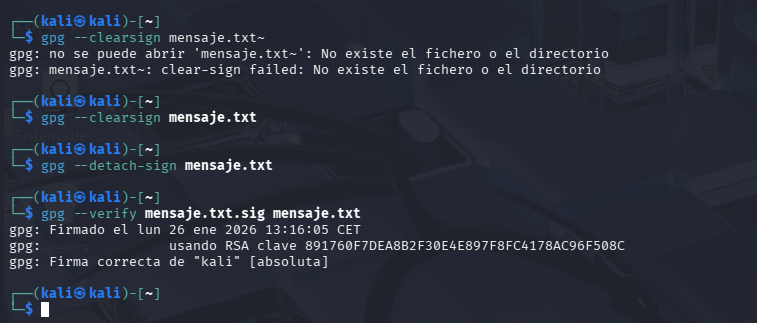 ┌──(kali㉿kali)-[~]
└─$ gpg --clearsign mensaje.txt~
gpg: no se puede abrir 'mensaje.txt~': No existe el fichero o el directorio
gpg: mensaje.txt~: clear-sign failed: No existe el fichero o el directorio
┌──(kali㉿kali)-[~]
└─$ gpg --clearsign mensaje.txt
┌──(kali㉿kali)-[~]
└─$ gpg --detach-sign mensaje.txt
┌──(kali㉿kali)-[~]
└─$ gpg --verify mensaje.txt.sig mensaje.txt
gpg: Firmado el lun 26 ene 2026 13:16:05 CET
gpg:                usando RSA clave 891760F7DEA8B2F30E4E897F8FC4178AC96F508C
gpg: Firma correcta de "kali" [absoluta]
┌──(kali㉿kali)-[~]
└─$